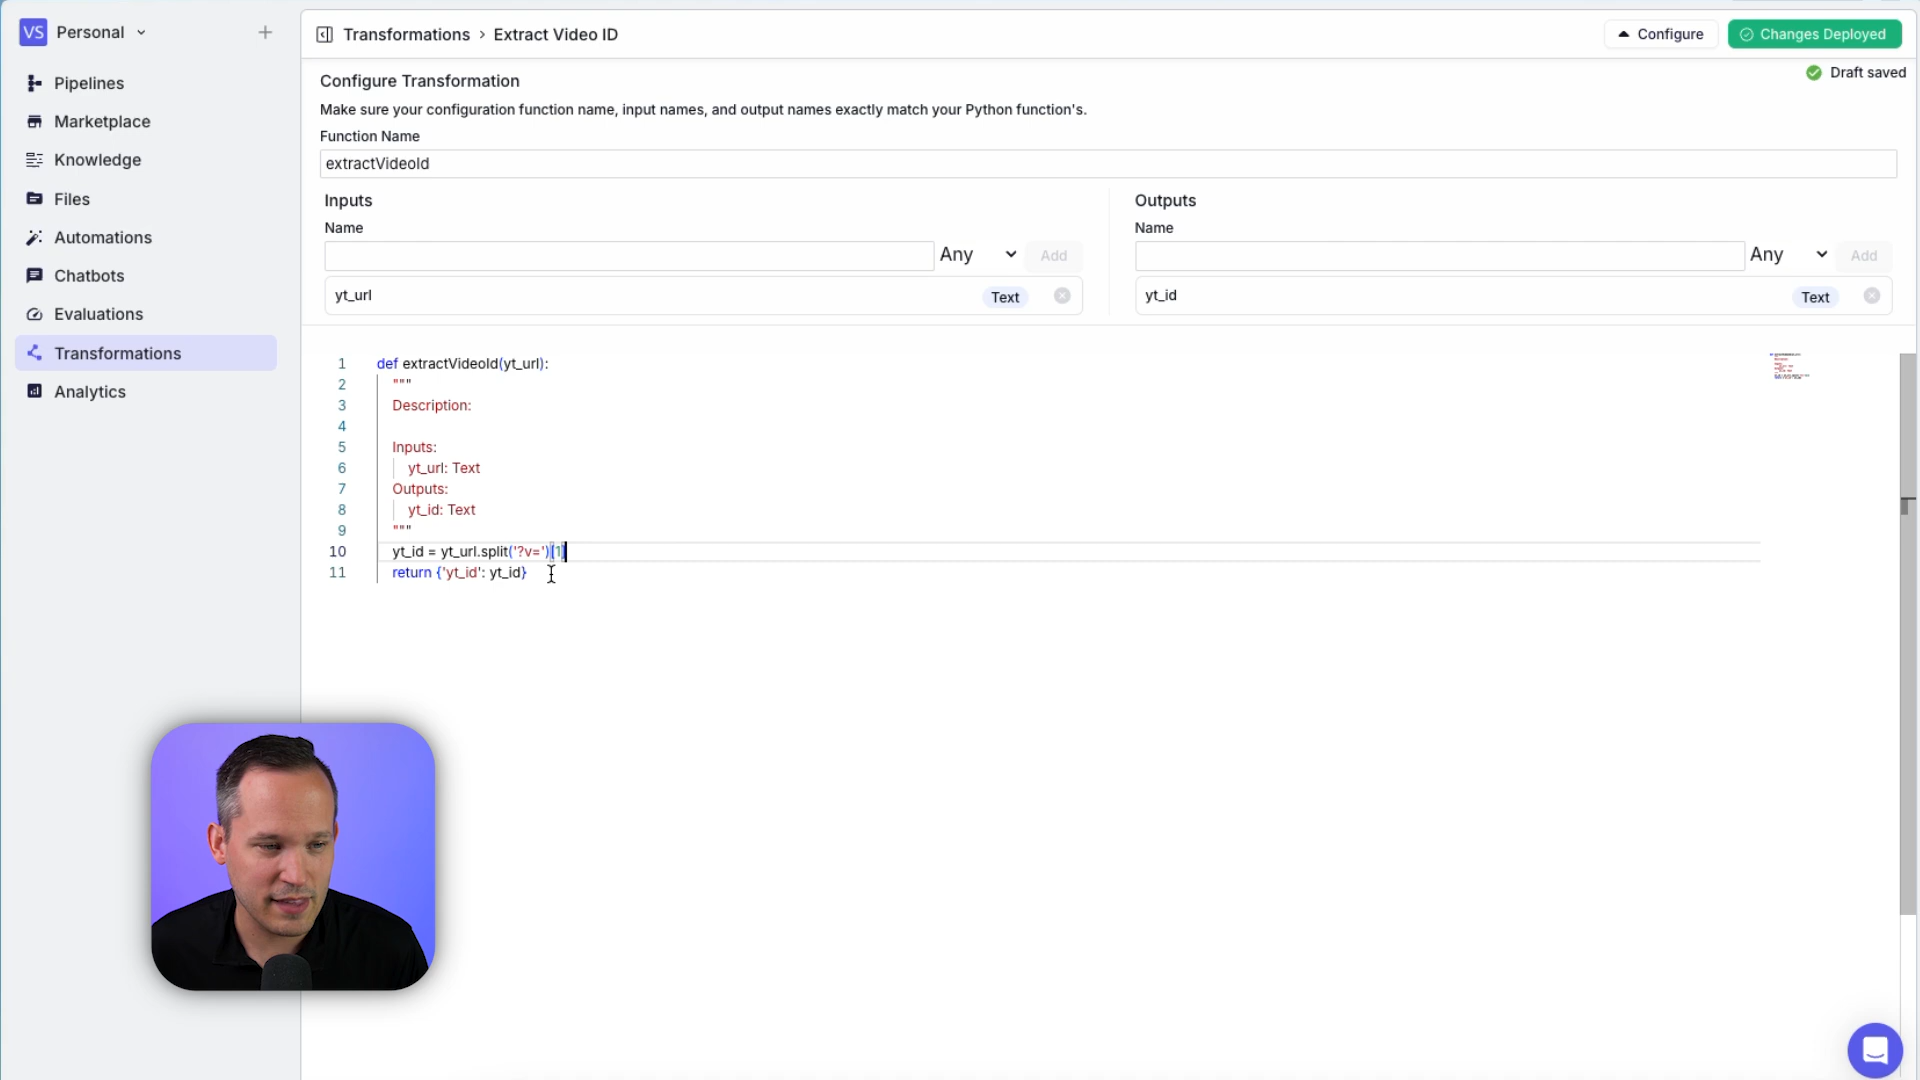 VS Personal
Pipelines
Marketplace
Knowledge
Files
Automations
Chatbots
Evaluations
Transformations
Analytics
Transformations > Extract Video ID
Configure
Changes Deployed
Draft saved
Configure Transformation
Make sure your configuration function name, input names, and output names exactly match your Python function's.
Function Name
extractVideoId
Inputs
Name
Any
Add
yt_url
Text
Outputs
Name
Any
Add
yt_id
Text
1 def extractVideoId(yt_url):
2 """
3 Description:
4
5 Inputs:
6 yt_url: Text
7 Outputs:
8 yt_id: Text
9 """
10 yt_id = yt_url.split('?v=')[1]
11 return {'yt_id': yt_id}